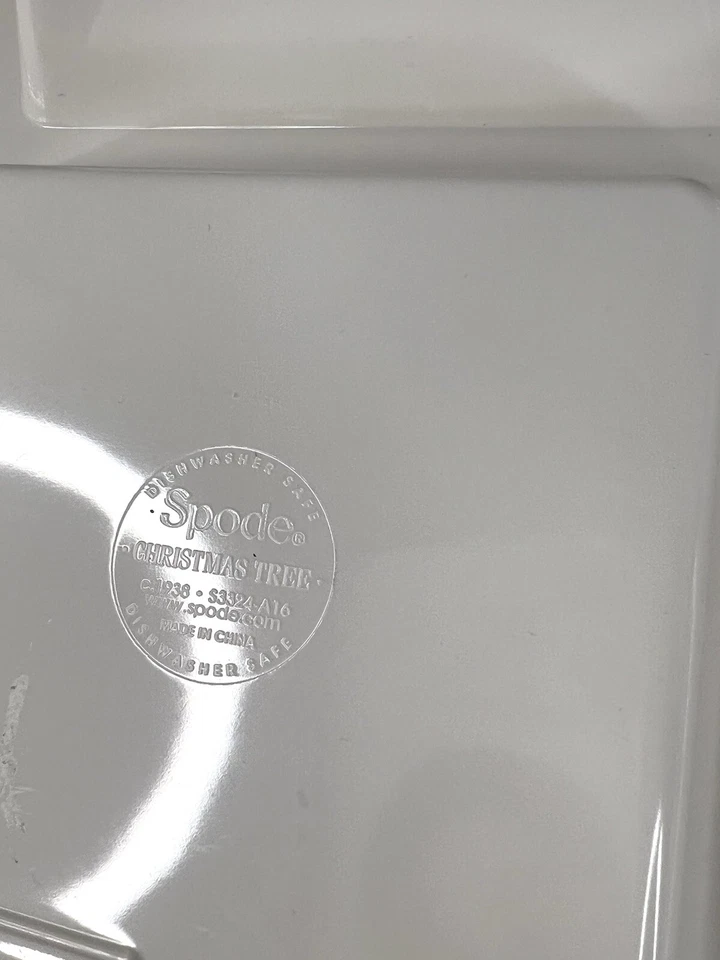 DISHWASHER SAFE
Spode®
· CHRISTMAS TREE ·
C.1938 • S3324-A16
www.spode.com
MADE IN CHINA
DISHWASHER SAFE